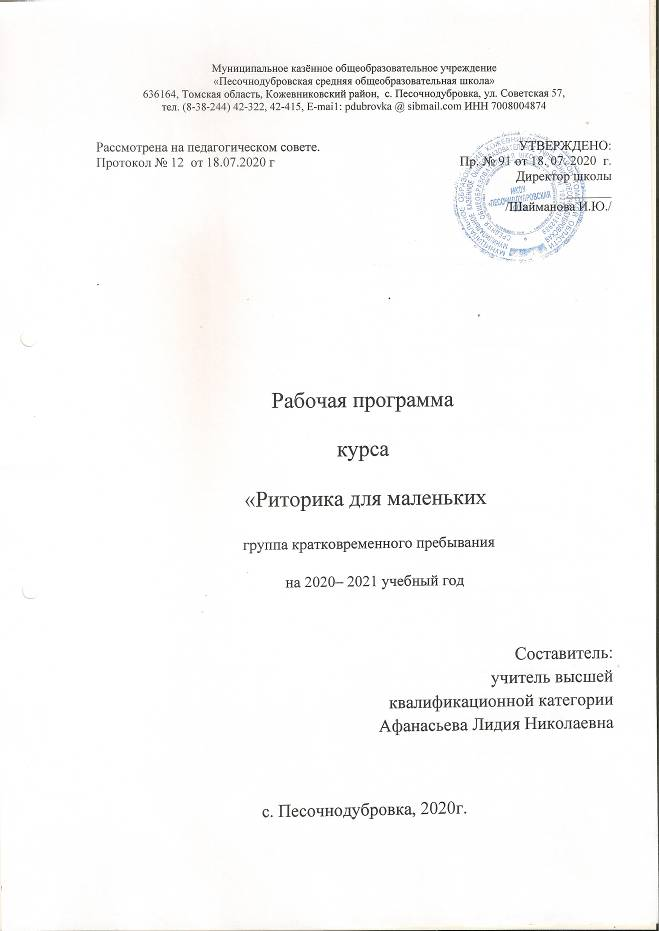 Муниципальное казённое общеобразовательное учреждение
«Песочнодубровская средняя общеобразовательная школа»
636164, Томская область, Кожевниковский район, с. Песочнодубровка, ул. Советская 57,
тел. (8-38-244) 42-322, 42-415, E-mail: pdubrovka @ sibmail.com ИНН 7008004874
Рассмотрена на педагогическом совете.
Протокол № 12 от 18.07.2020 г
УТВЕРЖДЕНО:
Пр. № 91 от 18. 07. 2020 г.
Директор школы
/Шайманова И.Ю./
МКОУ
«ПЕСОЧНОДУБРОВСКАЯ
Рабочая программа
курса
«Риторика для маленьких
группа кратковременного пребывания
на 2020– 2021 учебный год
Составитель:
учитель высшей
квалификационной категории
Афанасьева Лидия Николаевна
с. Песочнодубровка, 2020г.